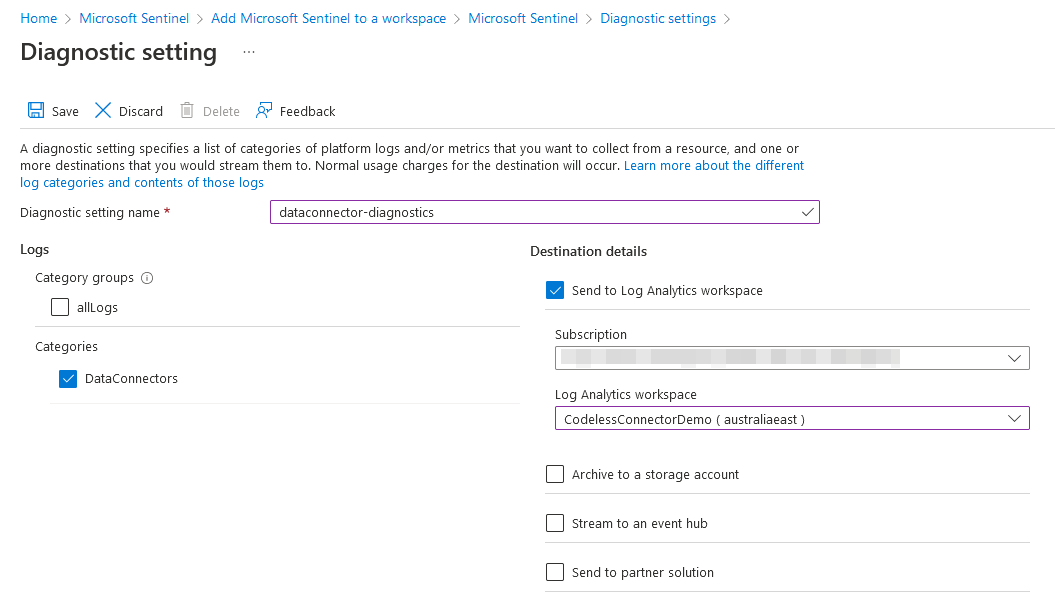 Home > Microsoft Sentinel > Add Microsoft Sentinel to a workspace > Microsoft Sentinel > Diagnostic settings >
Diagnostic setting ...
Save Discard Delete Feedback
A diagnostic setting specifies a list of categories of platform logs and/or metrics that you want to collect from a resource, and one or
more destinations that you would stream them to. Normal usage charges for the destination will occur. Learn more about the different
log categories and contents of those logs
Diagnostic setting name *
dataconnector-diagnostics
Logs
Category groups
allLogs
Categories
DataConnectors
Destination details
Send to Log Analytics workspace
Subscription
Log Analytics workspace
CodelessConnectorDemo ( australiaeast )
Archive to a storage account
Stream to an event hub
Send to partner solution